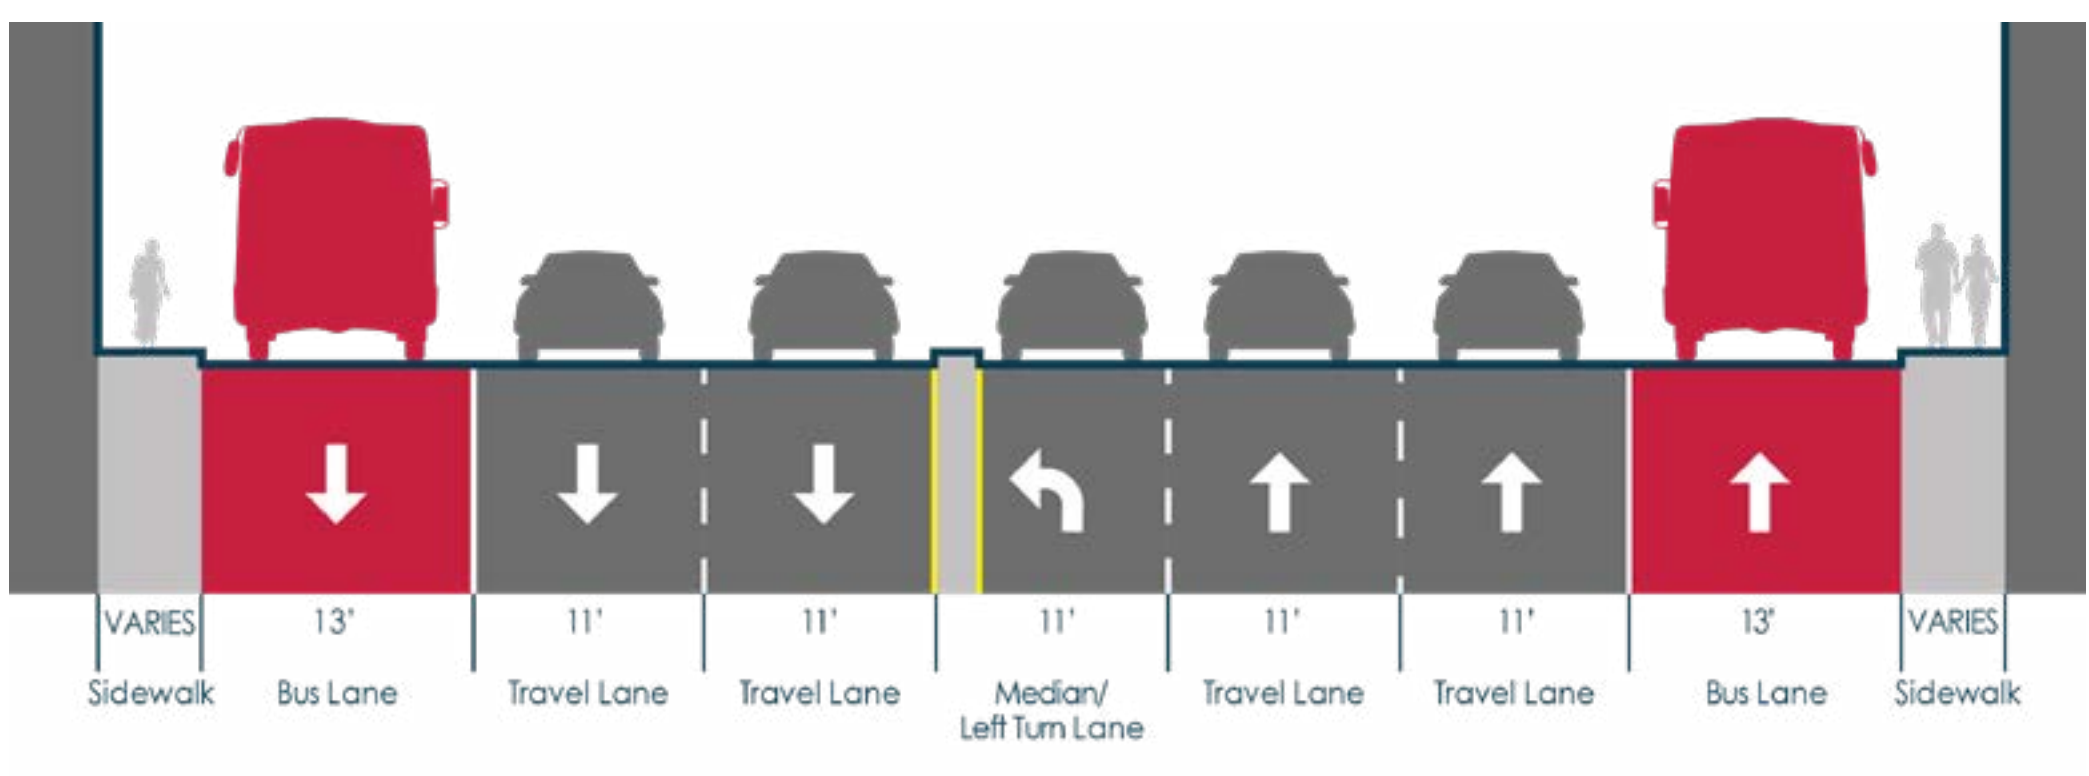 VARIES 13' 11' 11' 11' 11' 11' 13' VARIES
Sidewalk Bus Lane Travel Lane Travel Lane Median/ Travel Lane Travel Lane Bus Lane Sidewalk
Left Turn Lane